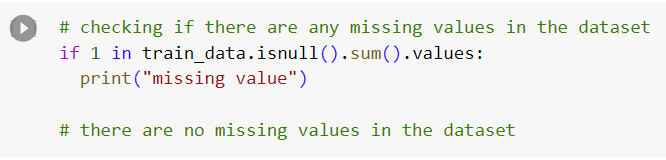 # checking if there are any missing values in the dataset
if 1 in train_data.isnull().sum().values:
  print("missing value")
# there are no missing values in the dataset